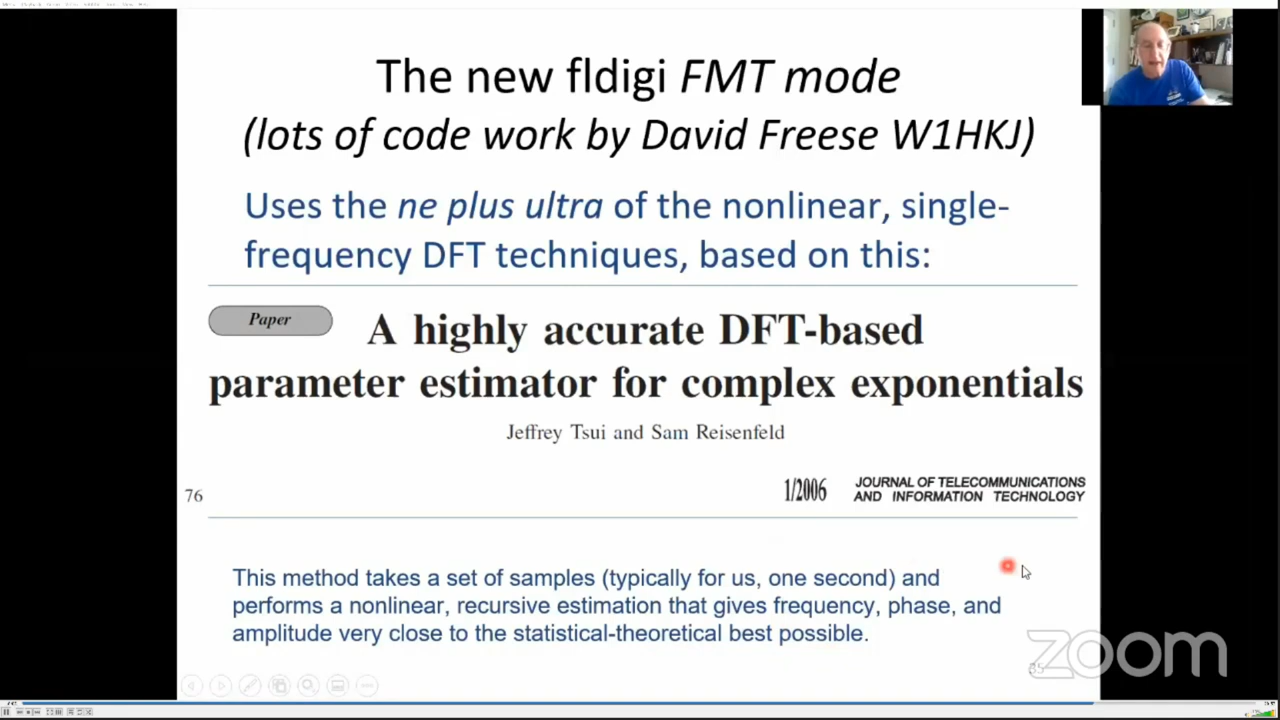 The new fldigi FMT mode
(lots of code work by David Freese W1HKJ)
Uses the ne plus ultra of the nonlinear, single-
frequency DFT techniques, based on this:
Paper
A highly accurate DFT-based
parameter estimator for complex exponentials
Jeffrey Tsui and Sam Reisenfeld
76
1/2006
JOURNAL OF TELECOMMUNICATIONS
AND INFORMATION TECHNOLOGY
This method takes a set of samples (typically for us, one second) and
performs a nonlinear, recursive estimation that gives frequency, phase, and
amplitude very close to the statistical-theoretical best possible.
zoom